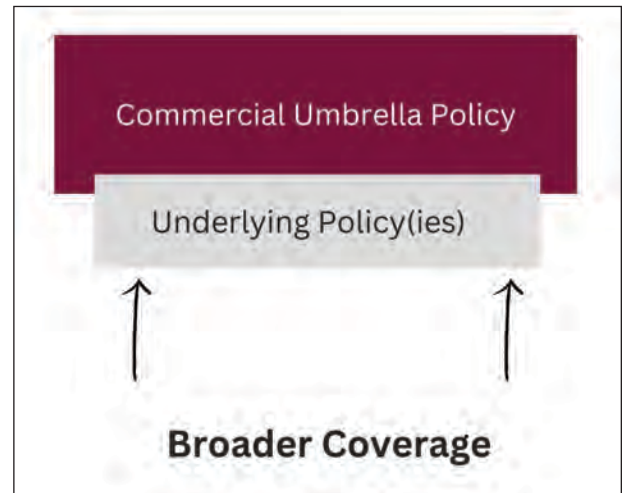 Commercial Umbrella Policy
Underlying Policy(ies)
Broader Coverage